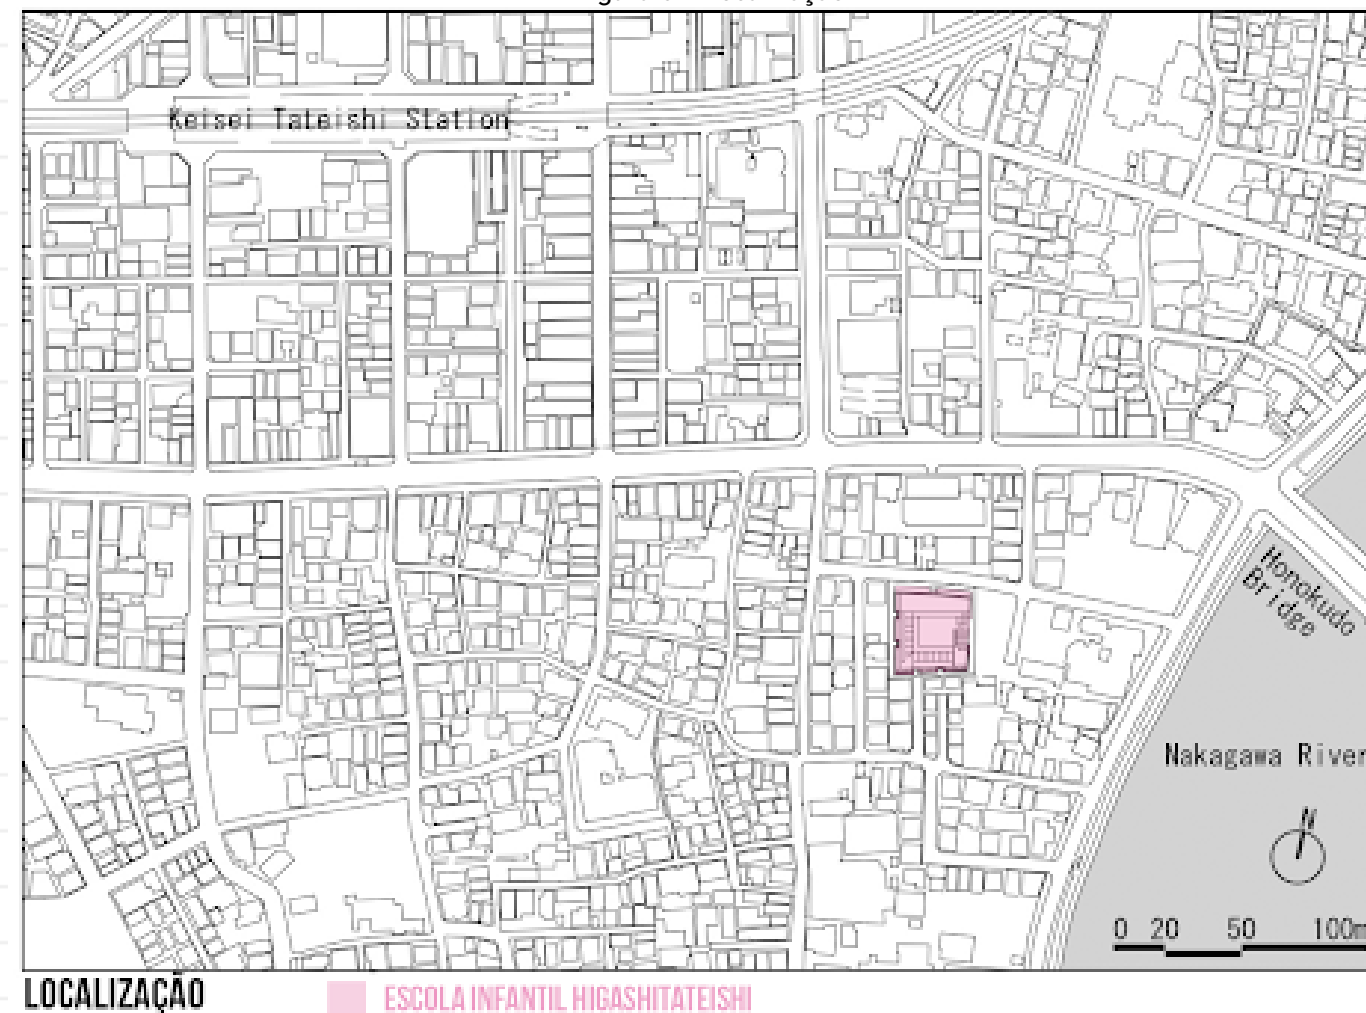 Keisei Tateishi Station
Honokudo
Bridge
Nakagawa River
N
0 20 50 100m
LOCALIZAÇÃO
ESCOLA INFANTIL HIGASHITATEISHI